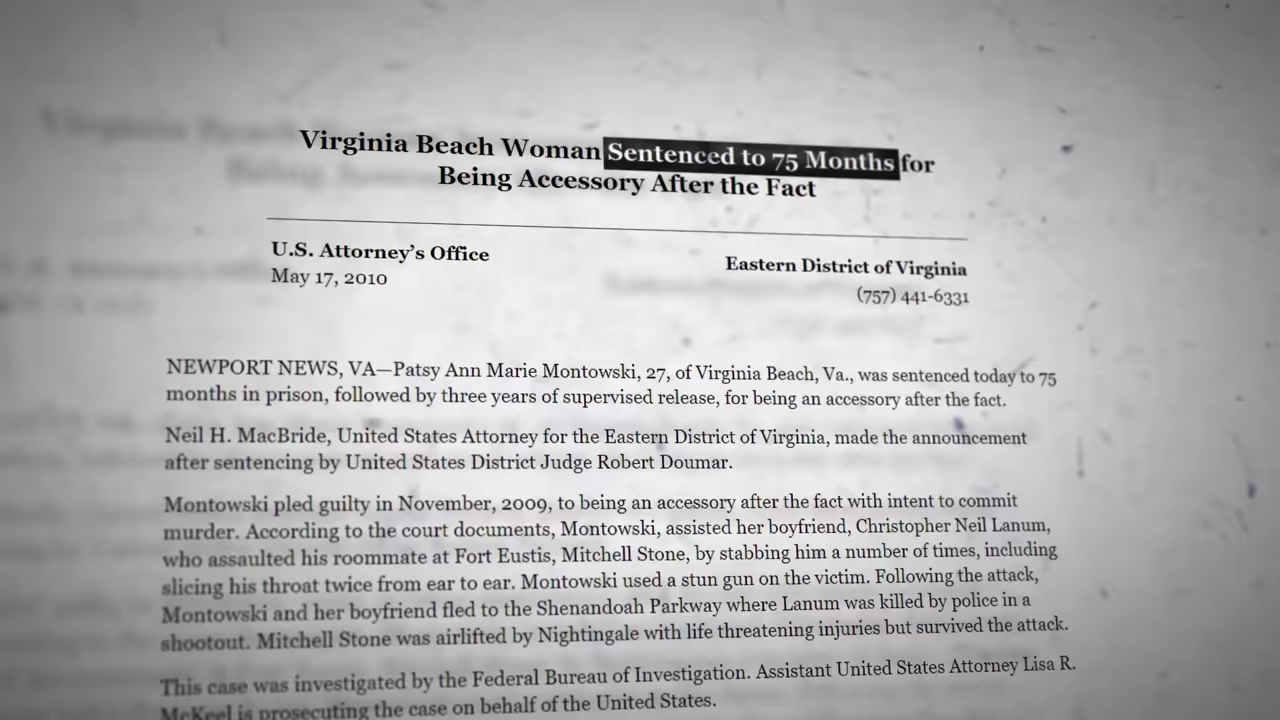 Virginia Beach Woman Sentenced to 75 Months for
Being Accessory After the Fact
U.S. Attorney's Office
May 17, 2010
Eastern District of Virginia
(757) 441-6331
NEWPORT NEWS, VA—Patsy Ann Marie Montowski, 27, of Virginia Beach, Va., was sentenced today to 75
months in prison, followed by three years of supervised release, for being an accessory after the fact.
Neil H. MacBride, United States Attorney for the Eastern District of Virginia, made the announcement
after sentencing by United States District Judge Robert Doumar.
Montowski pled guilty in November, 2009, to being an accessory after the fact with intent to commit
murder. According to the court documents, Montowski, assisted her boyfriend, Christopher Neil Lanum,
who assaulted his roommate at Fort Eustis, Mitchell Stone, by stabbing him a number of times, including
slicing his throat twice from ear to ear. Montowski used a stun gun on the victim. Following the attack,
Montowski and her boyfriend fled to the Shenandoah Parkway where Lanum was killed by police in a
shootout. Mitchell Stone was airlifted by Nightingale with life threatening injuries but survived the attack.
This case was investigated by the Federal Bureau of Investigation. Assistant United States Attorney Lisa R.
McKeel is prosecuting the case on behalf of the United States.